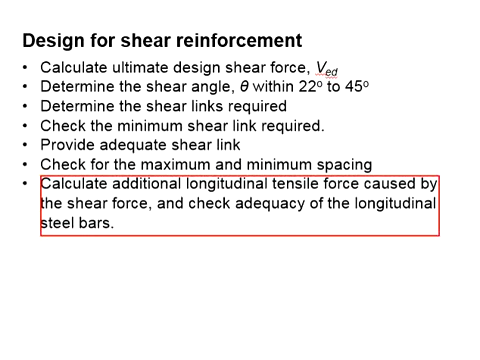 Design for shear reinforcement
• Calculate ultimate design shear force, Ved
• Determine the shear angle, θ within 22º to 45º
• Determine the shear links required
• Check the minimum shear link required.
• Provide adequate shear link
• Check for the maximum and minimum spacing
• Calculate additional longitudinal tensile force caused by
the shear force, and check adequacy of the longitudinal
steel bars.